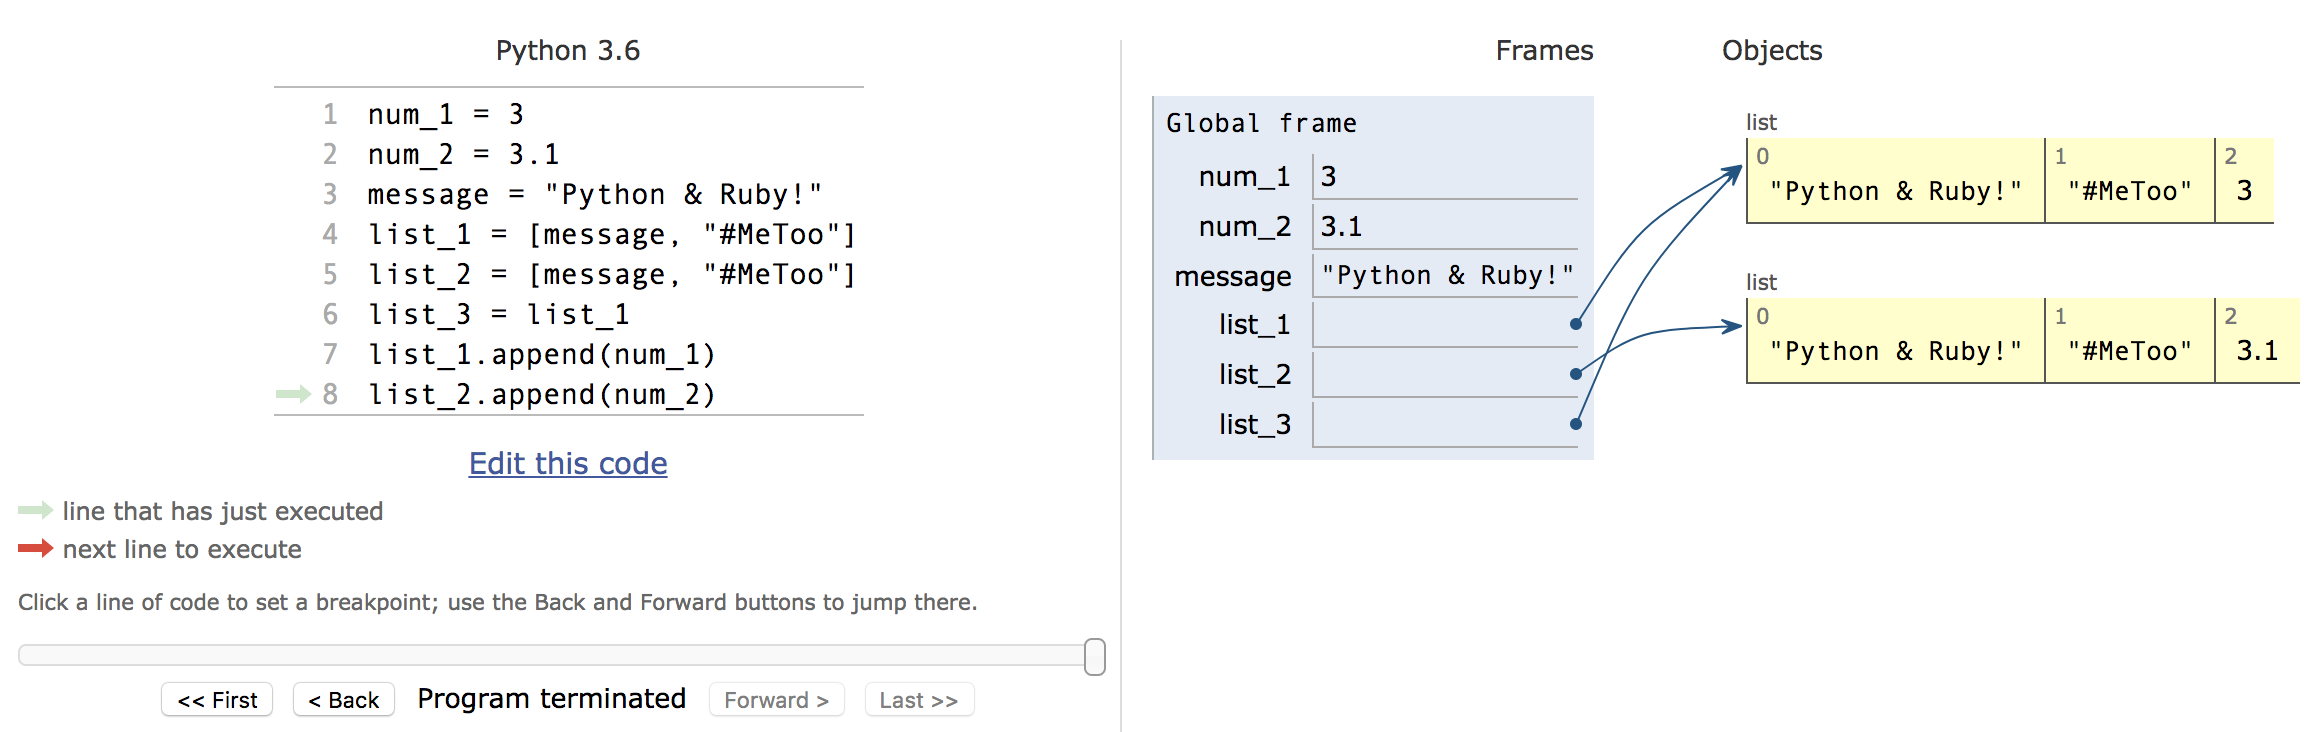 Python 3.6
1 num_1 = 3
2 num_2 = 3.1
3 message = "Python & Ruby!"
4 list_1 = [message, "#MeToo"]
5 list_2 = [message, "#MeToo"]
6 list_3 = list_1
7 list_1.append(num_1)
8 list_2.append(num_2)
Edit this code
line that has just executed
next line to execute
Click a line of code to set a breakpoint; use the Back and Forward buttons to jump there.
<< First < Back Program terminated Forward > Last >>
Frames Objects
Global frame
num_1 3
num_2 3.1
message "Python & Ruby!"
list_1
list_2
list_3
list
0 1 2
"Python & Ruby!" "#MeToo" 3
list
0 1 2
"Python & Ruby!" "#MeToo" 3.1